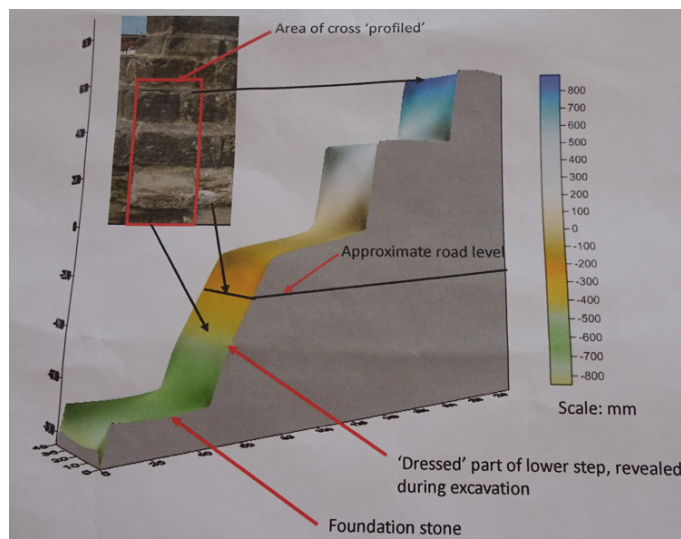 Area of cross 'profiled'
800
700
600
500
400
300
200
100
0
-100
-200
-300
-400
-500
-600
-700
-800
Approximate road level
Scale: mm
'Dressed' part of lower step, revealed
during excavation
Foundation stone